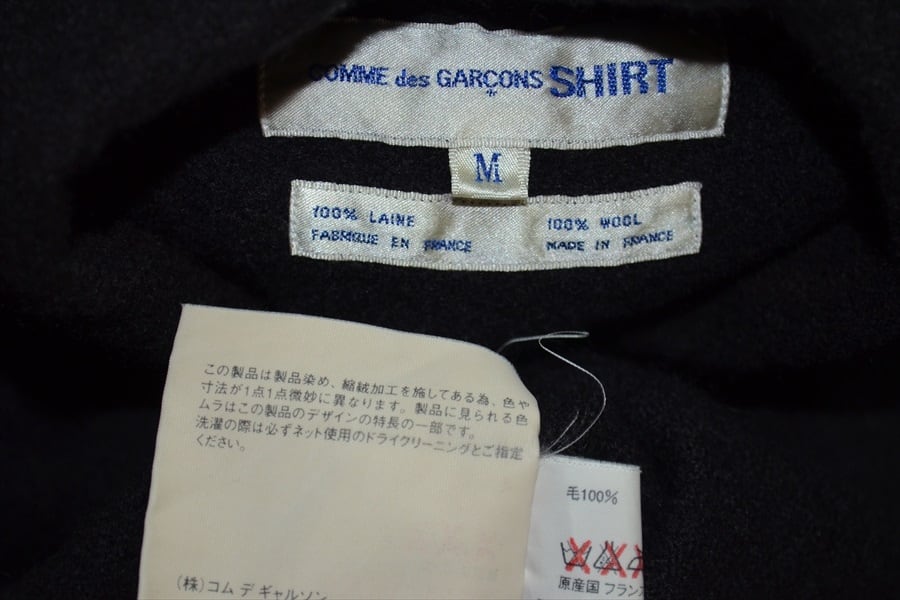 COMME des GARÇONS SHIRT
M
100% LAINE
FABRIQUE EN FRANCE
100% WOOL
MADE IN FRANCE
この製品は製品染め、縮絨加工を施してある為、色や
寸法が1点1点微妙に異なります。製品に見られる色
ムラはこの製品のデザインの特長の一部です。
洗濯の際は必ずネット使用のドライクリーニングとご指定
ください。
(株)コム デ ギャルソン
毛100%
原産国 フラン